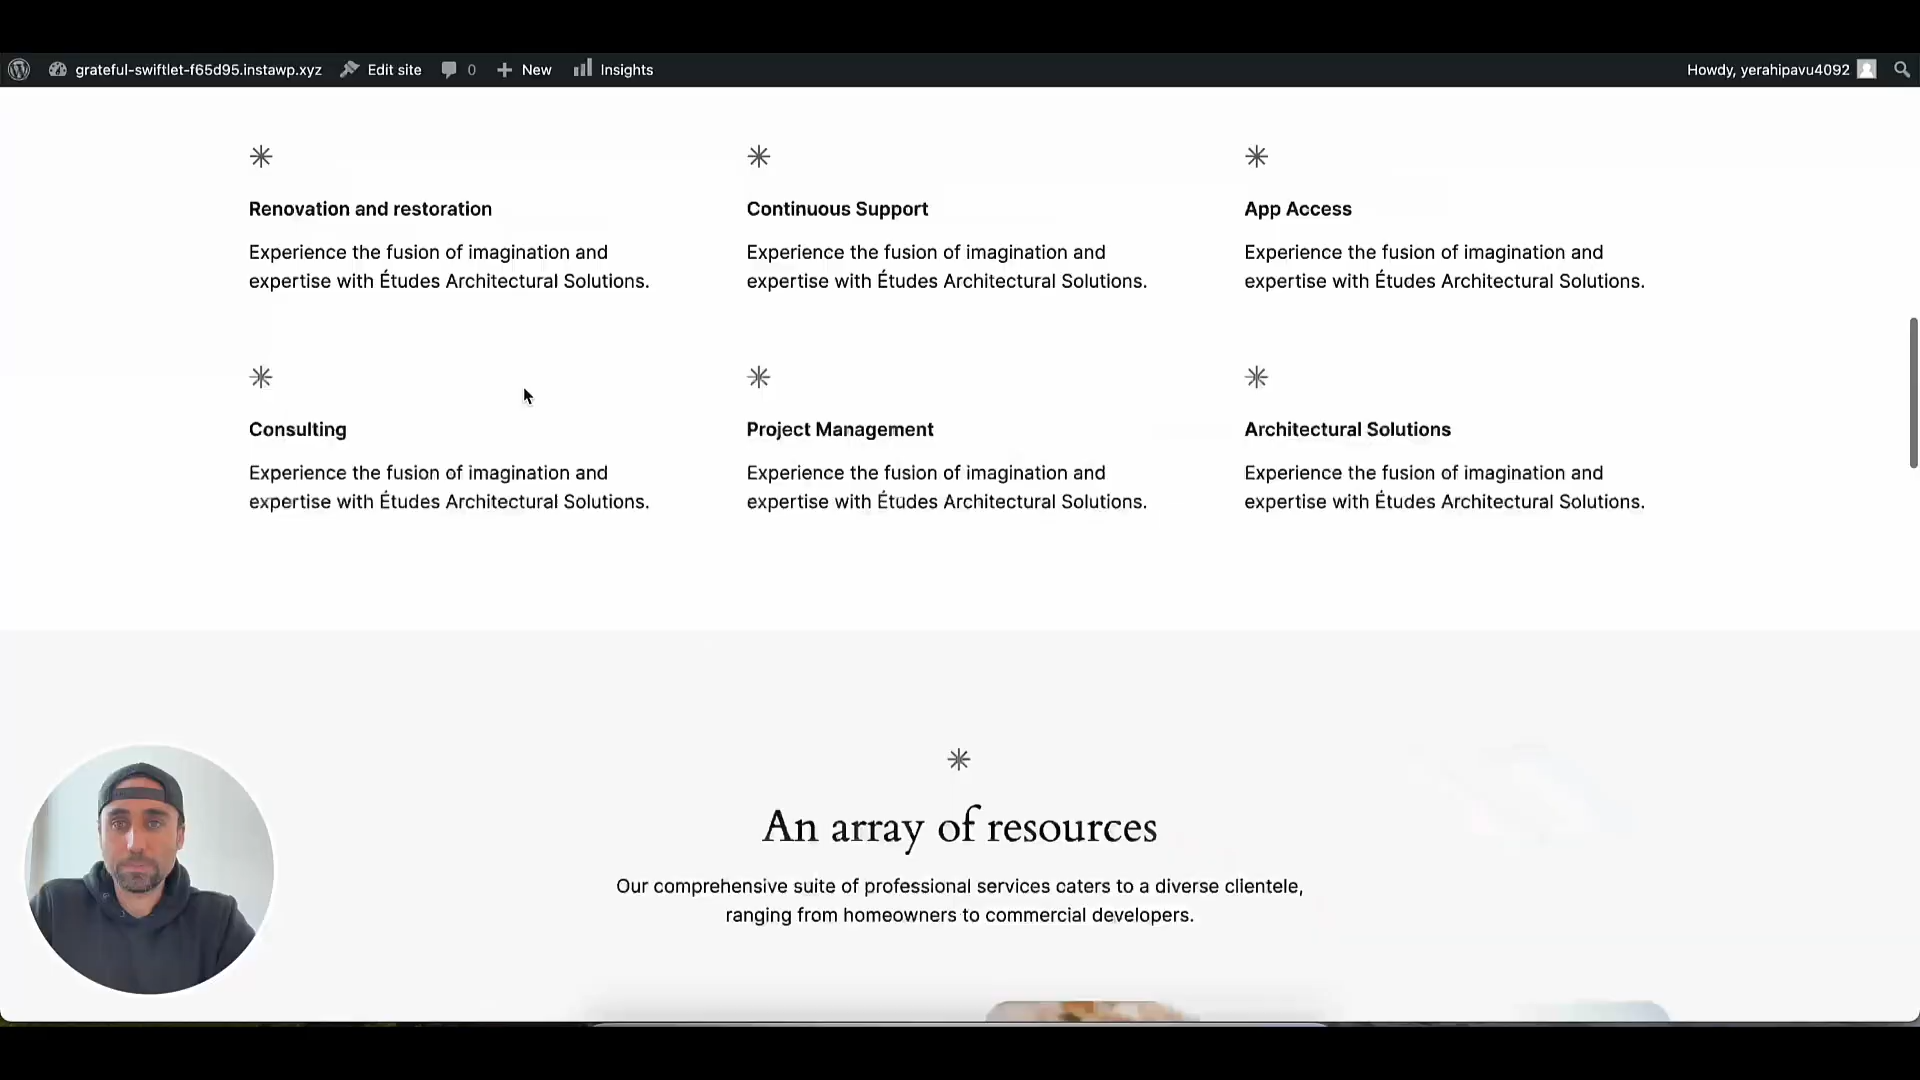 grateful-swiftlet-f65d95.instawp.xyz Edit site 0 New Insights Howdy, yerahipavu4092
Renovation and restoration
Experience the fusion of imagination and
expertise with Études Architectural Solutions.
Continuous Support
Experience the fusion of imagination and
expertise with Études Architectural Solutions.
App Access
Experience the fusion of imagination and
expertise with Études Architectural Solutions.
Consulting
Experience the fusion of imagination and
expertise with Études Architectural Solutions.
Project Management
Experience the fusion of imagination and
expertise with Études Architectural Solutions.
Architectural Solutions
Experience the fusion of imagination and
expertise with Études Architectural Solutions.
An array of resources
Our comprehensive suite of professional services caters to a diverse clientele,
ranging from homeowners to commercial developers.